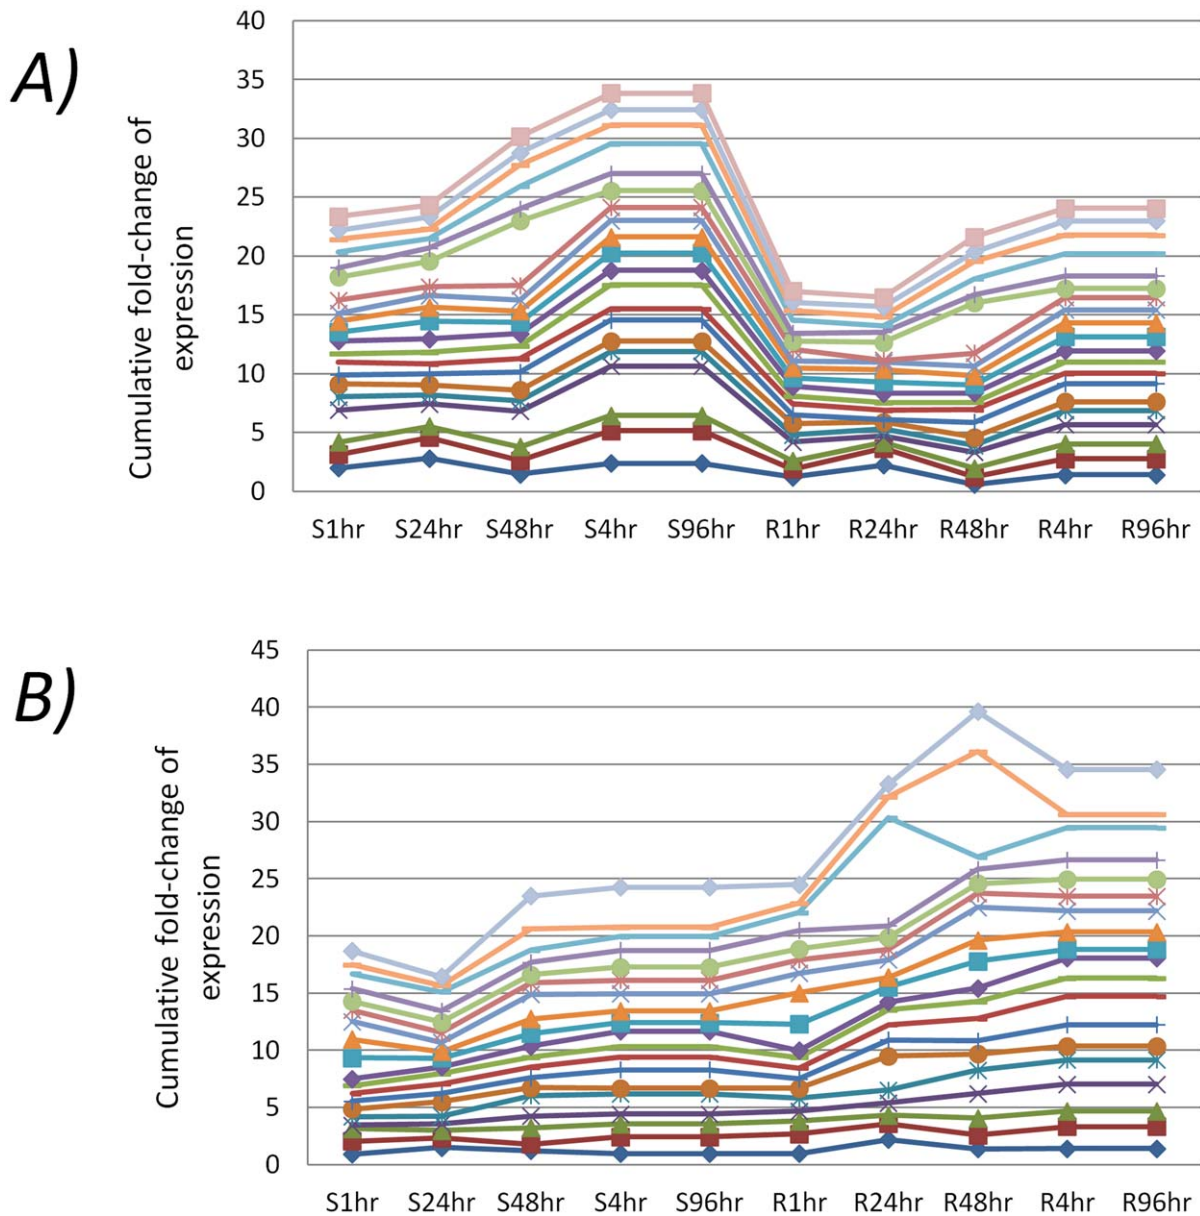 A)
Cumulative fold-change of
expression
40
35
30
25
20
15
10
5
0
S1hr S24hr S48hr S4hr S96hr R1hr R24hr R48hr R4hr R96hr
B)
Cumulative fold-change of
expression
45
40
35
30
25
20
15
10
5
0
S1hr S24hr S48hr S4hr S96hr R1hr R24hr R48hr R4hr R96hr